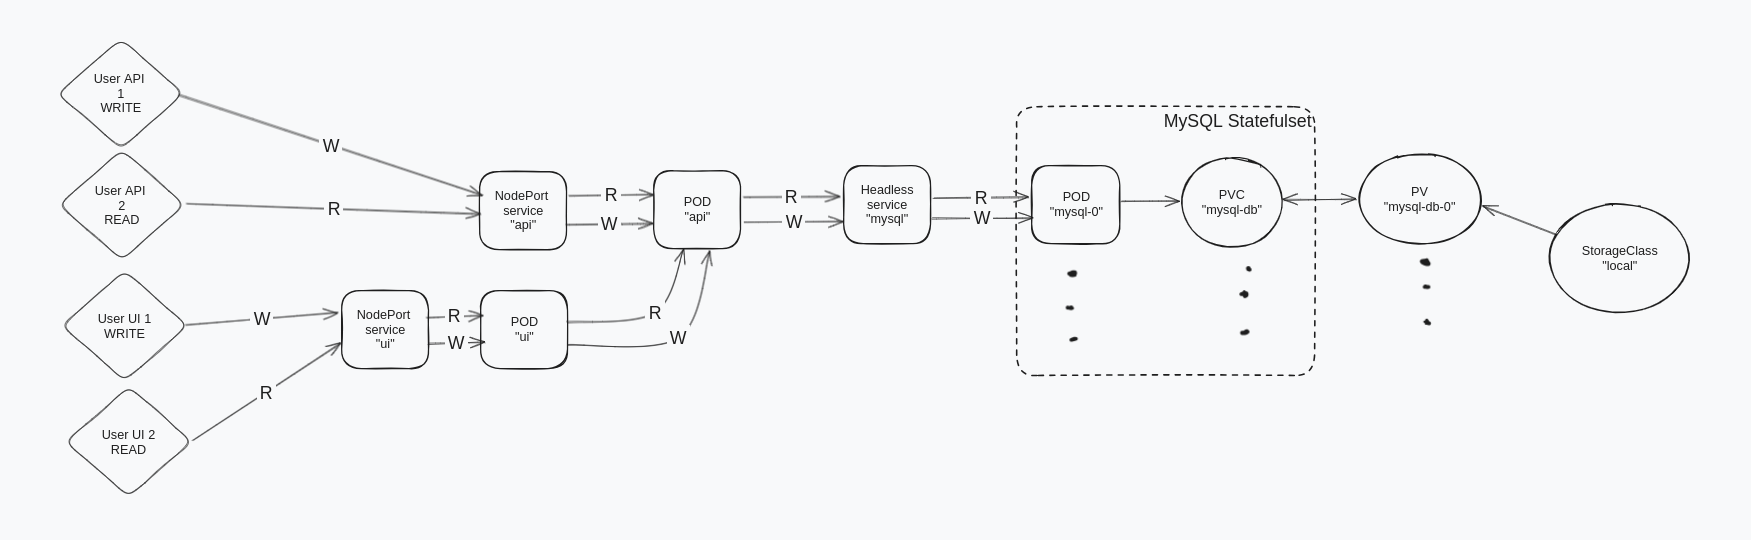 User API
1
WRITE
W
User API
2
READ
R
NodePort
service
"api"
R
W
POD
"api"
R
W
Headless
service
"mysql"
R
W
MySQL Statefulset
POD
"mysql-0"
PVC
"mysql-db"
PV
"mysql-db-0"
StorageClass
"local"
User UI 1
WRITE
W
NodePort
service
"ui"
R
W
POD
"ui"
R
W
User UI 2
READ
R